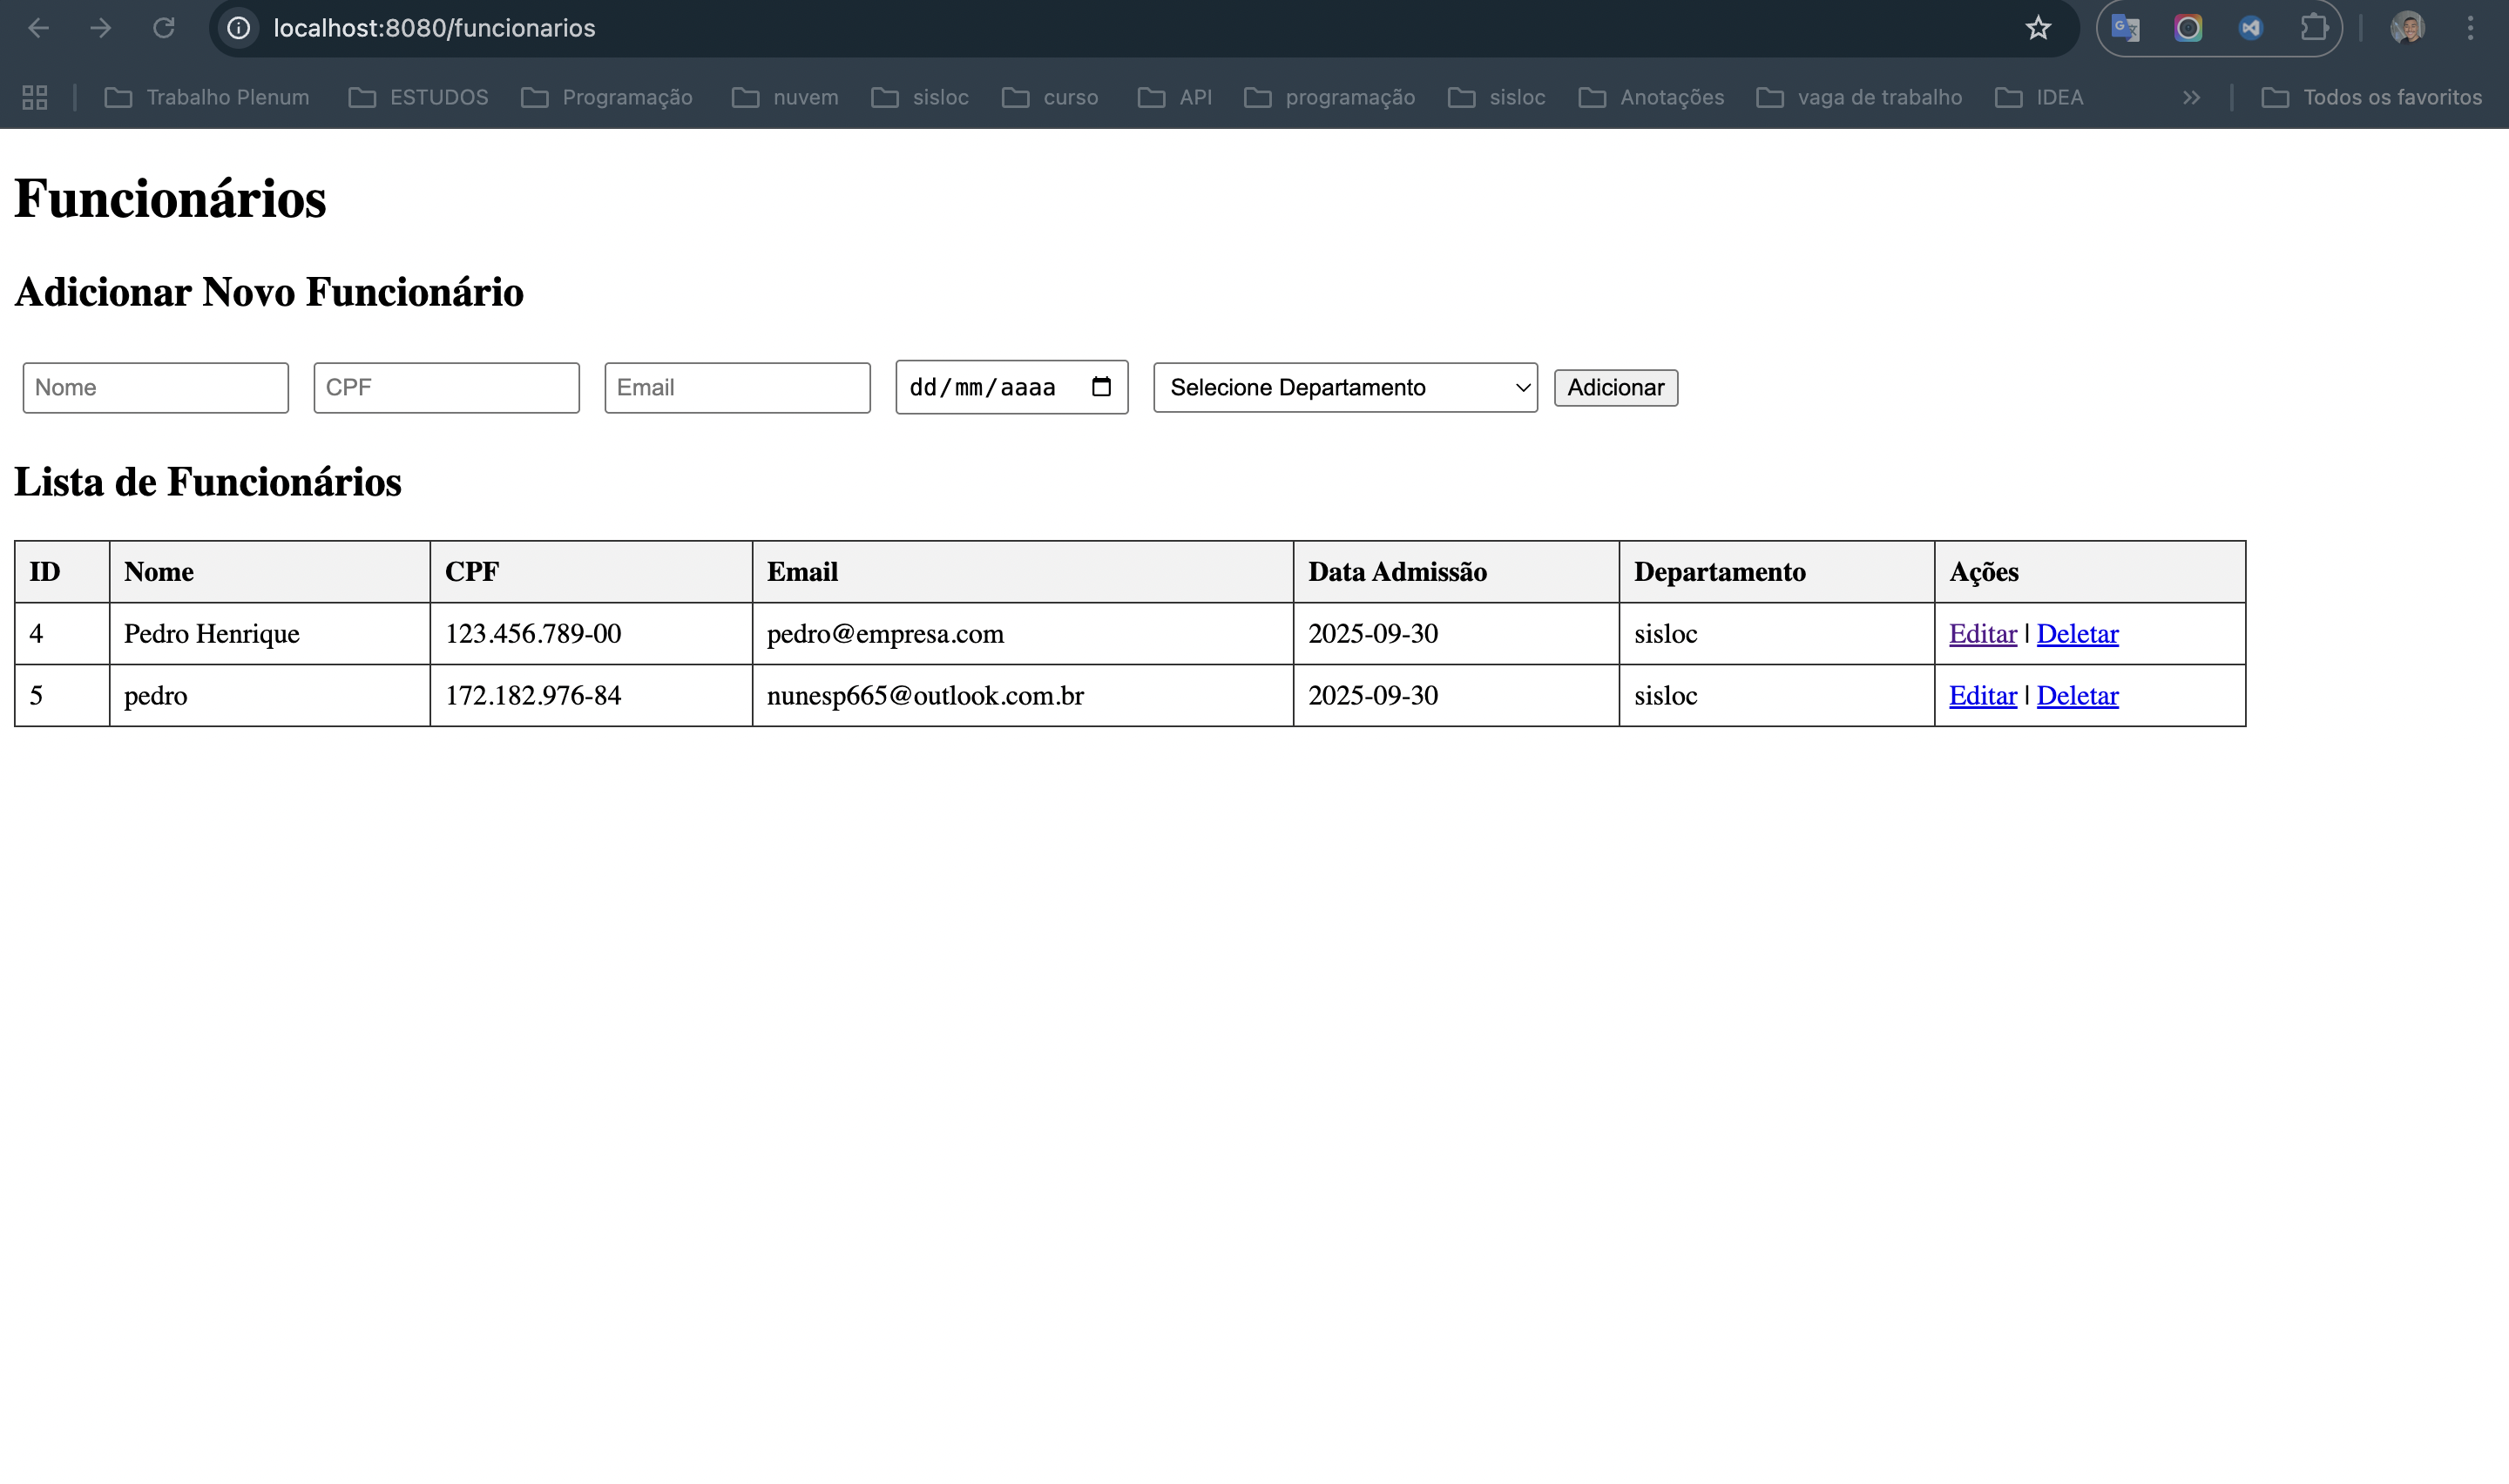 localhost:8080/funcionarios
Trabalho Plenum ESTUDOS Programação nuvem sisloc curso API programação sisloc Anotações vaga de trabalho IDEA Todos os favoritos
Funcionários
Adicionar Novo Funcionário
Nome CPF Email dd/mm/aaaa Selecione Departamento Adicionar
Lista de Funcionários
ID Nome CPF Email Data Admissão Departamento Ações
4 Pedro Henrique 123.456.789-00 pedro@empresa.com 2025-09-30 sisloc Editar | Deletar
5 pedro 172.182.976-84 nunesp665@outlook.com.br 2025-09-30 sisloc Editar | Deletar